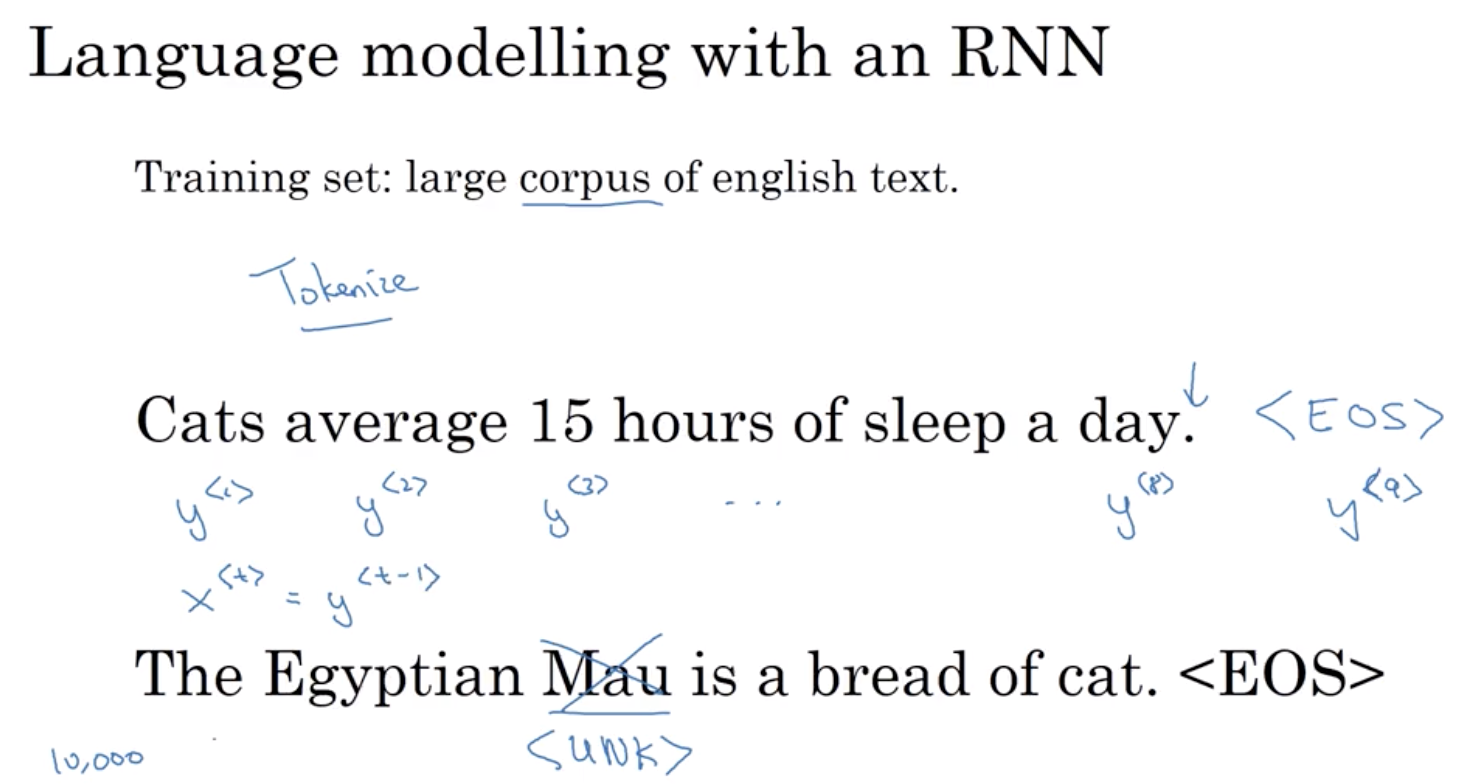 Language modelling with an RNN
Training set: large corpus of english text.
Tokenize
Cats average 15 hours of sleep a day. <EOS>
y<1> y<2> y<3> ... y<8> y<9>
x<t> = y<t-1>
The Egyptian Mau is a bread of cat. <EOS>
10,000 <UNK>